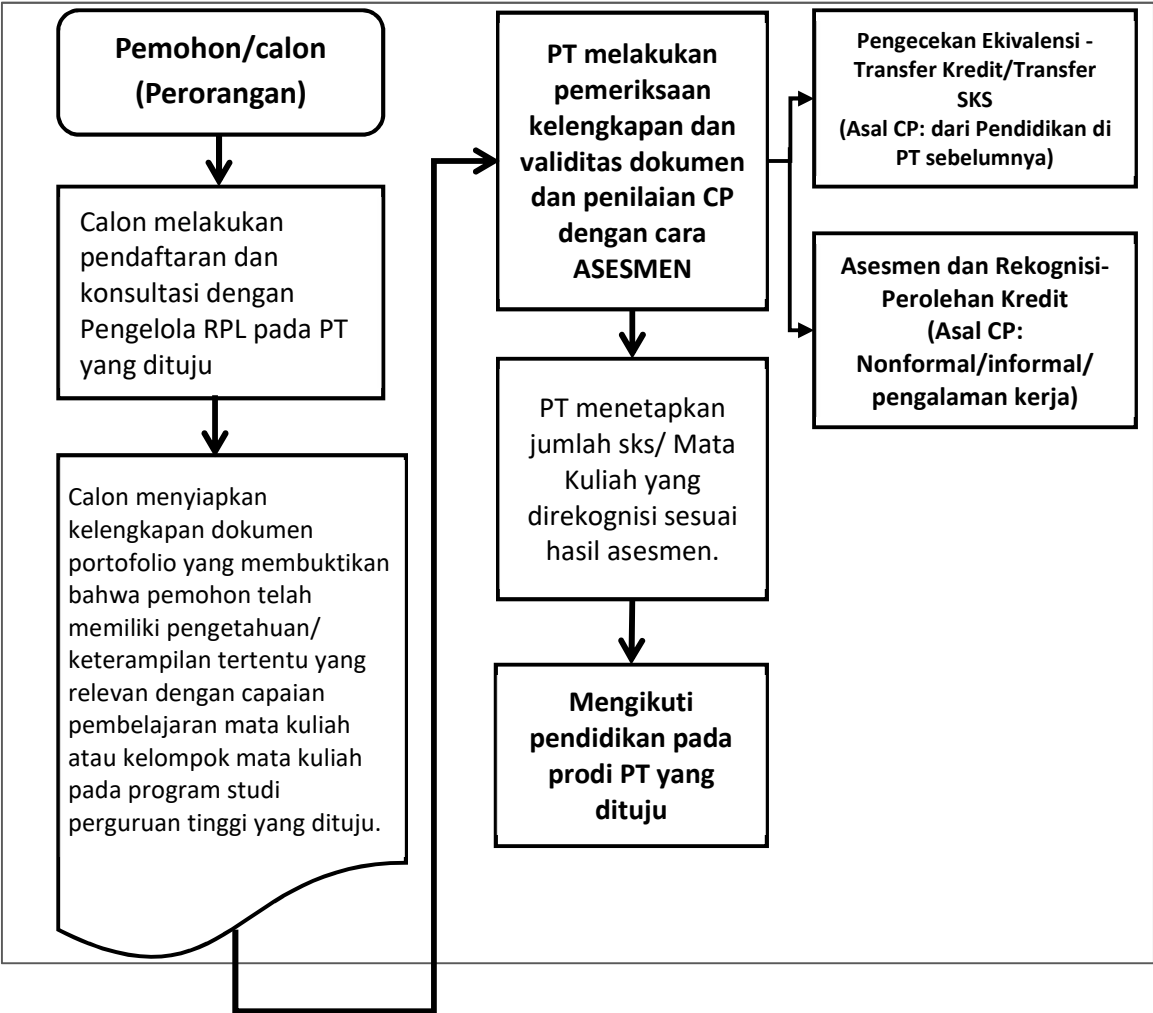 Pemohon/calon
(Perorangan)
Calon melakukan
pendaftaran dan
konsultasi dengan
Pengelola RPL pada PT
yang dituju
Calon menyiapkan
kelengkapan dokumen
portofolio yang membuktikan
bahwa pemohon telah
memiliki pengetahuan/
keterampilan tertentu yang
relevan dengan capaian
pembelajaran mata kuliah
atau kelompok mata kuliah
pada program studi
perguruan tinggi yang dituju.
PT melakukan
pemeriksaan
kelengkapan dan
validitas dokumen
dan penilaian CP
dengan cara
ASESMEN
Pengecekan Ekivalensi -
Transfer Kredit/Transfer
SKS
(Asal CP: dari Pendidikan di
PT sebelumnya)
Asesmen dan Rekognisi-
Perolehan Kredit
(Asal CP:
Nonformal/informal/
pengalaman kerja)
PT menetapkan
jumlah sks/ Mata
Kuliah yang
direkognisi sesuai
hasil asesmen.
Mengikuti
pendidikan pada
prodi PT yang
dituju